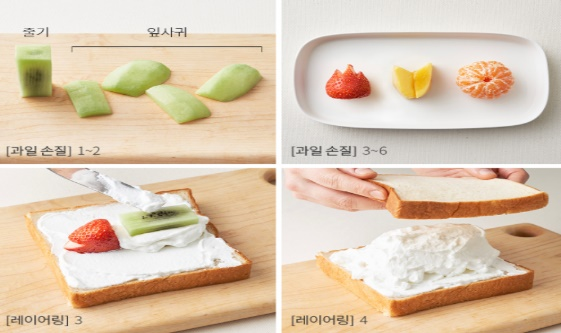 줄기
잎사귀
[과일 손질] 1~2
[과일 손질] 3~6
[레이어링] 3
[레이어링] 4